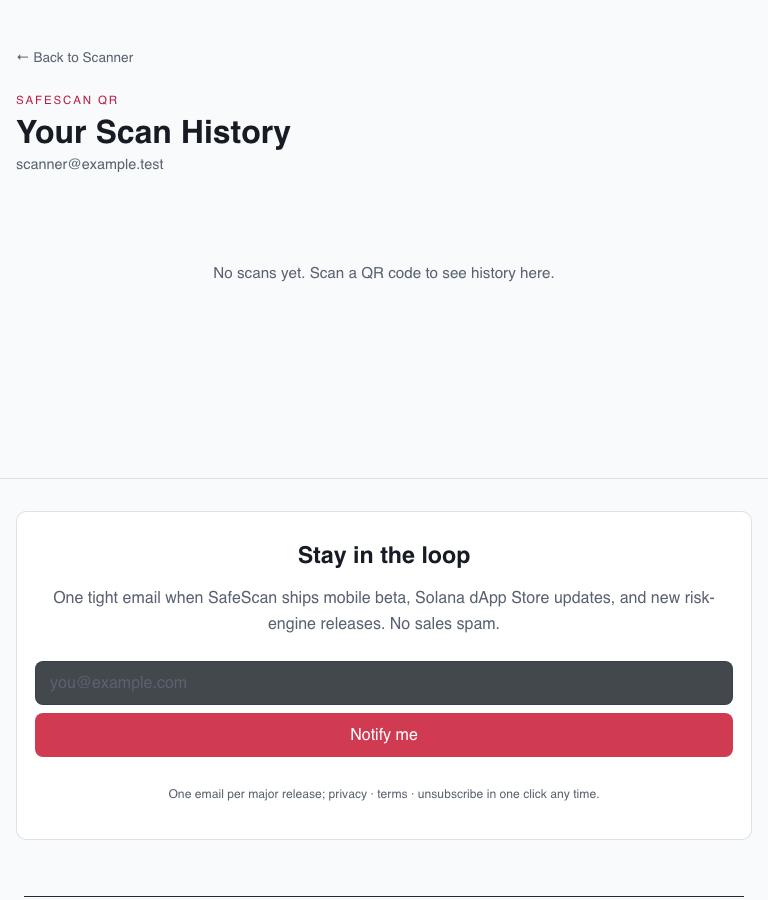 ← Back to Scanner
SAFESCAN QR
Your Scan History
scanner@example.test
No scans yet. Scan a QR code to see history here.
Stay in the loop
One tight email when SafeScan ships mobile beta, Solana dApp Store updates, and new risk-
engine releases. No sales spam.
you@example.com
Notify me
One email per major release; privacy · terms · unsubscribe in one click any time.